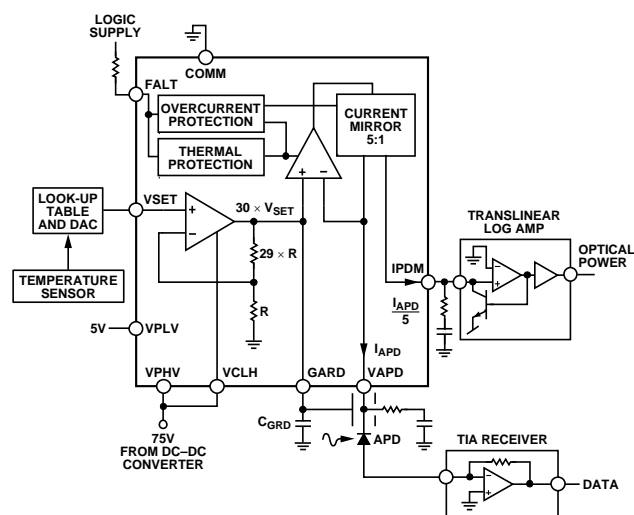 LOGIC
SUPPLY
COMM
FALT
OVERCURRENT
PROTECTION
THERMAL
PROTECTION
CURRENT
MIRROR
5:1
+
–
LOOK-UP
TABLE
AND DAC
VSET
+
–
30 × VSET
29 × R
R
TEMPERATURE
SENSOR
5V
VPLV
IPDM
IAPD
5
TRANSLINEAR
LOG AMP
–
+
OPTICAL
POWER
IAPD
VPHV
VCLH
GARD
VAPD
75V
FROM DC–DC
CONVERTER
CGRD
APD
TIA RECEIVER
–
+
DATA